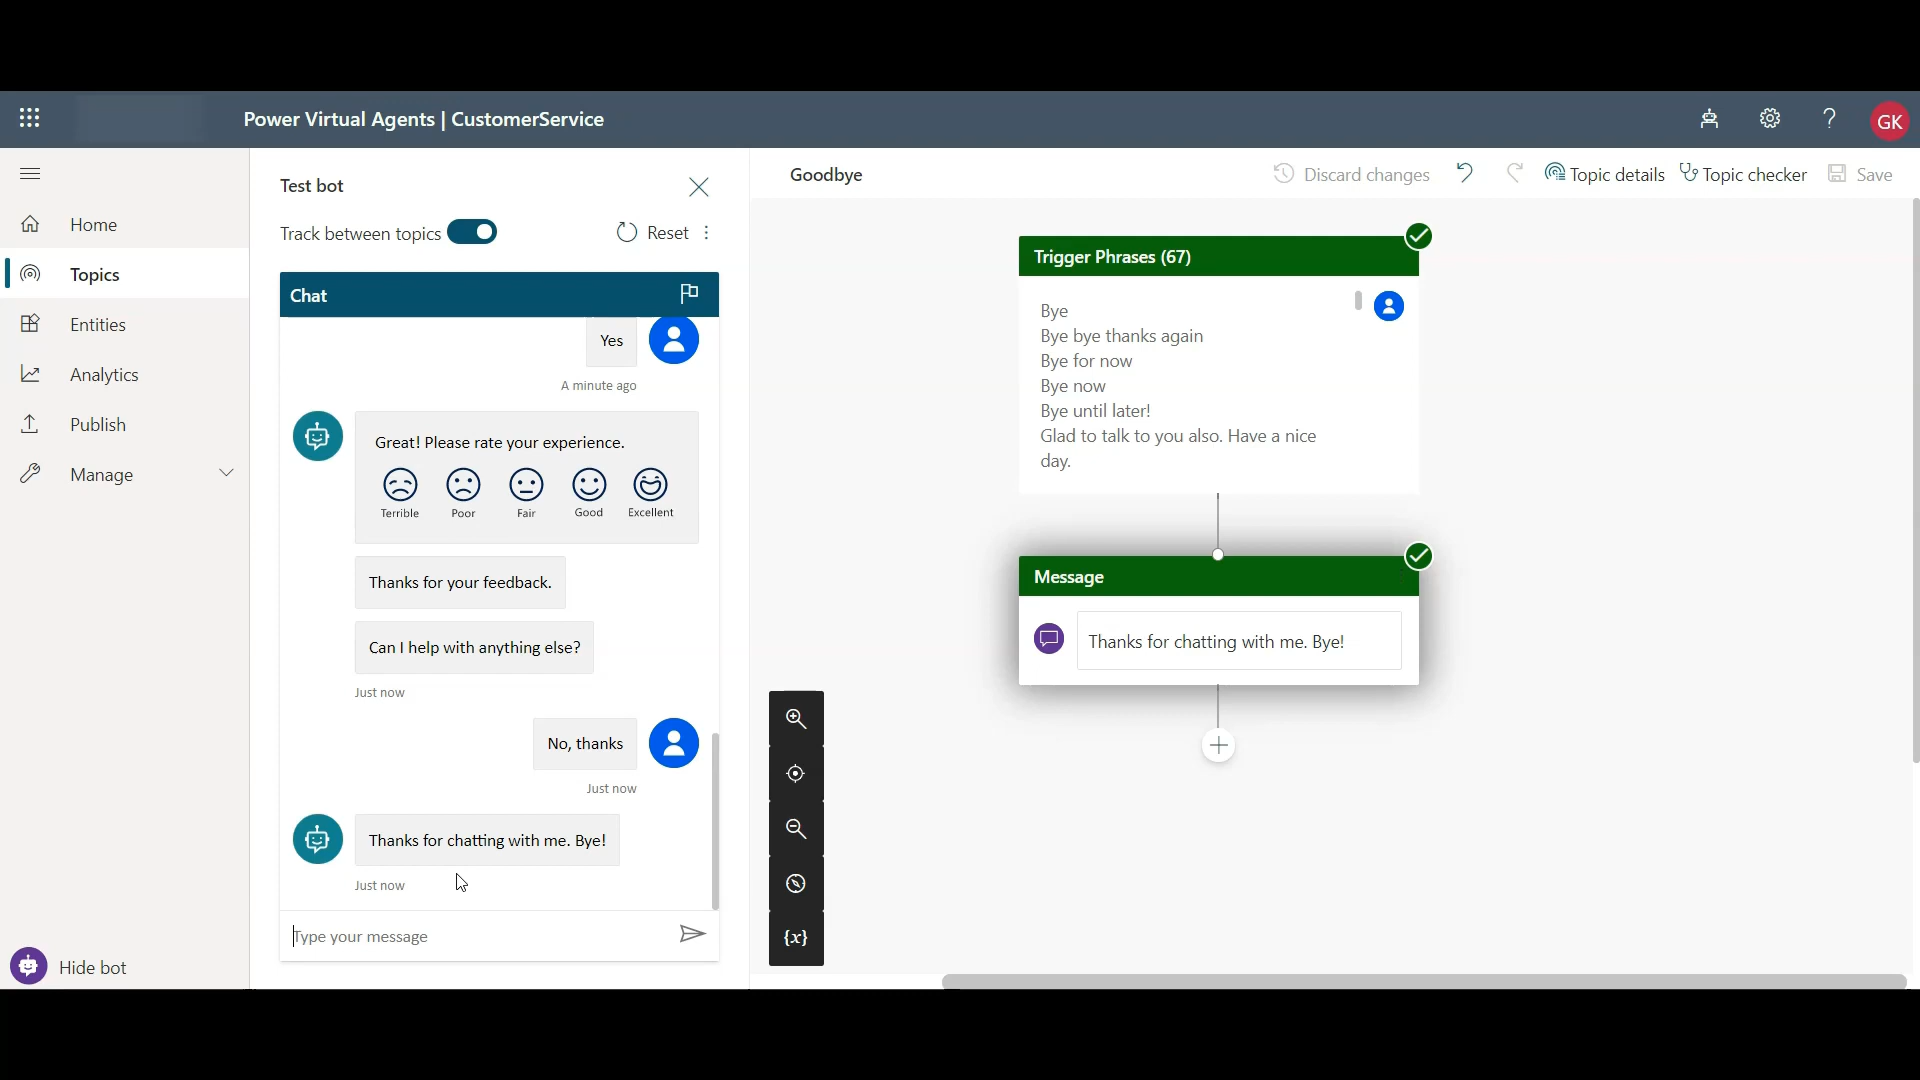 Power Virtual Agents | CustomerService
GK
Home
Topics
Entities
Analytics
Publish
Manage
Hide bot
Test bot
Track between topics
Reset
Chat
Yes
A minute ago
Great! Please rate your experience.
Terrible Poor Fair Good Excellent
Thanks for your feedback.
Can I help with anything else?
Just now
No, thanks
Just now
Thanks for chatting with me. Bye!
Just now
Type your message
Goodbye
Discard changes
Topic details
Topic checker
Save
Trigger Phrases (67)
Bye
Bye bye thanks again
Bye for now
Bye now
Bye until later!
Glad to talk to you also. Have a nice
day.
Message
Thanks for chatting with me. Bye!
{x}